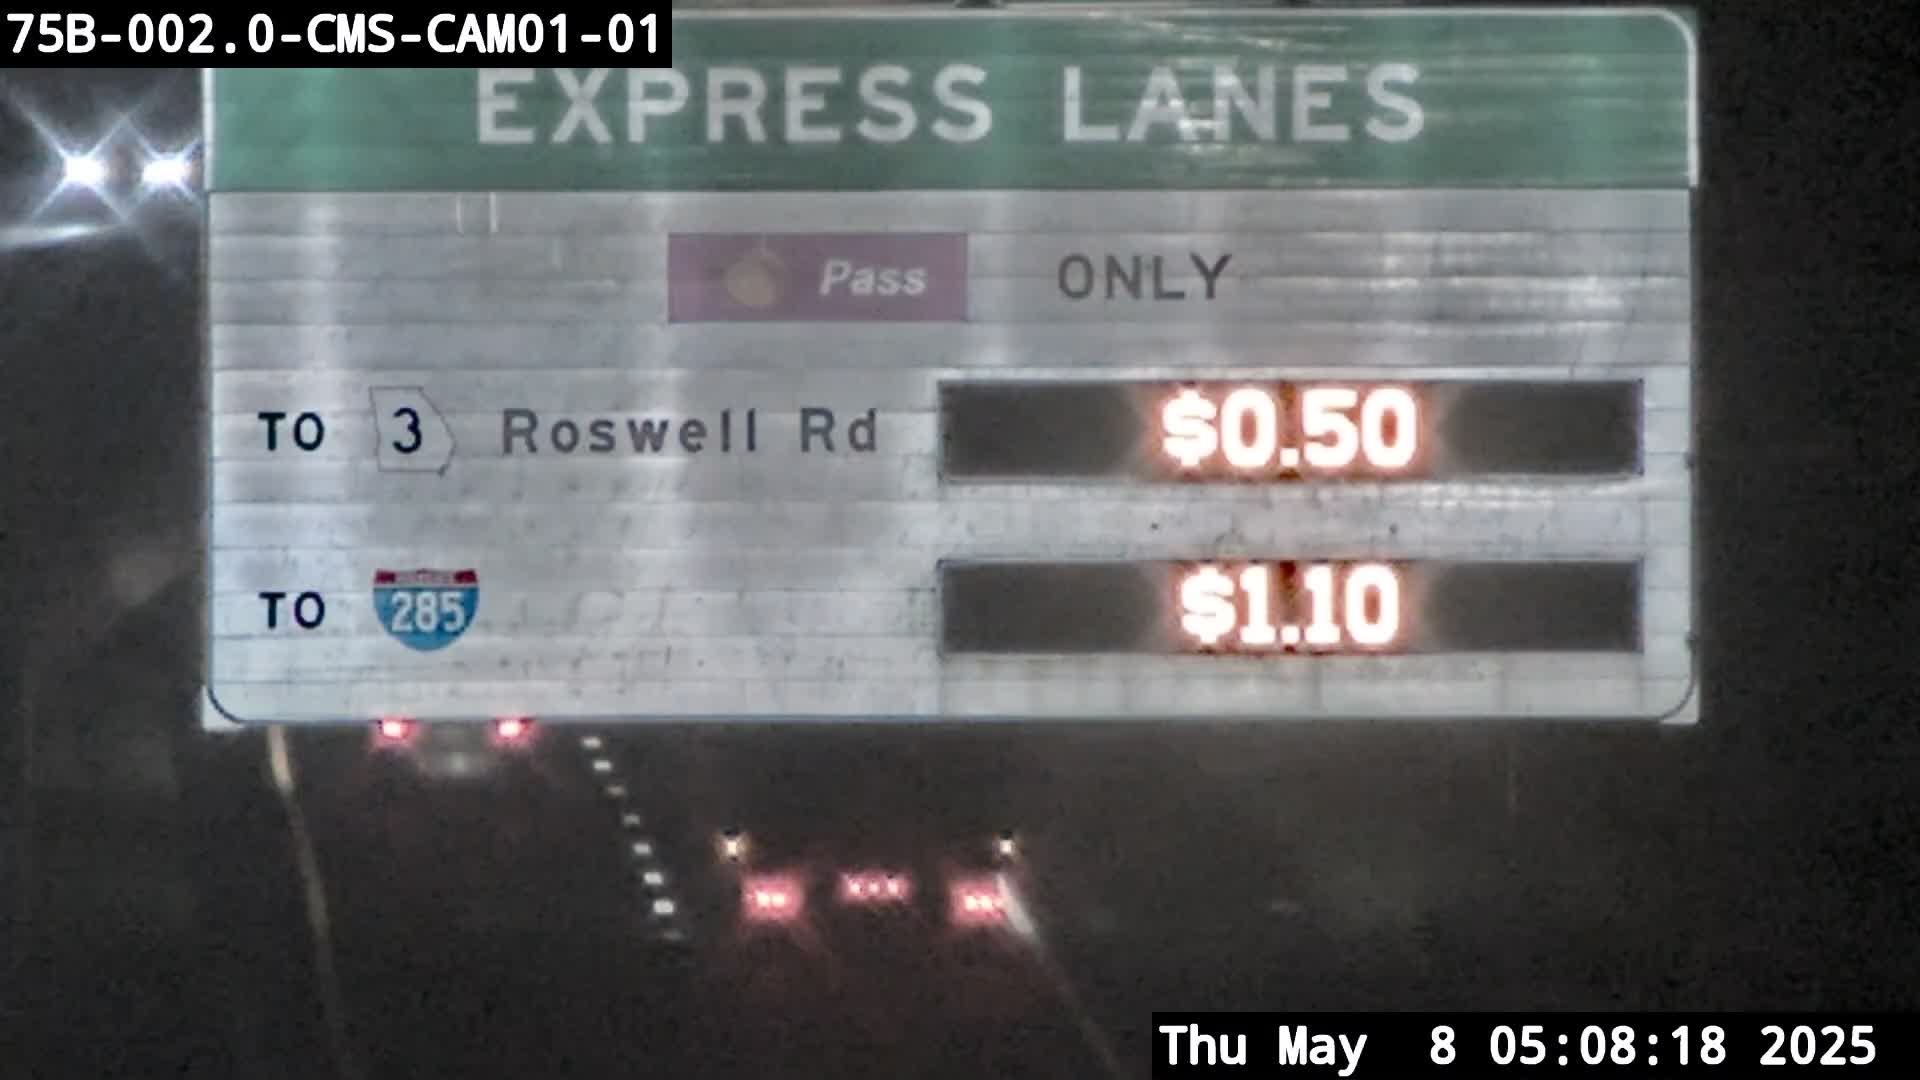 75B-002.0-CMS-CAM01-01
EXPRESS LANES
Pass ONLY
TO 3 Roswell Rd $0.50
TO 285 $1.10
Thu May 8 05:08:18 2025